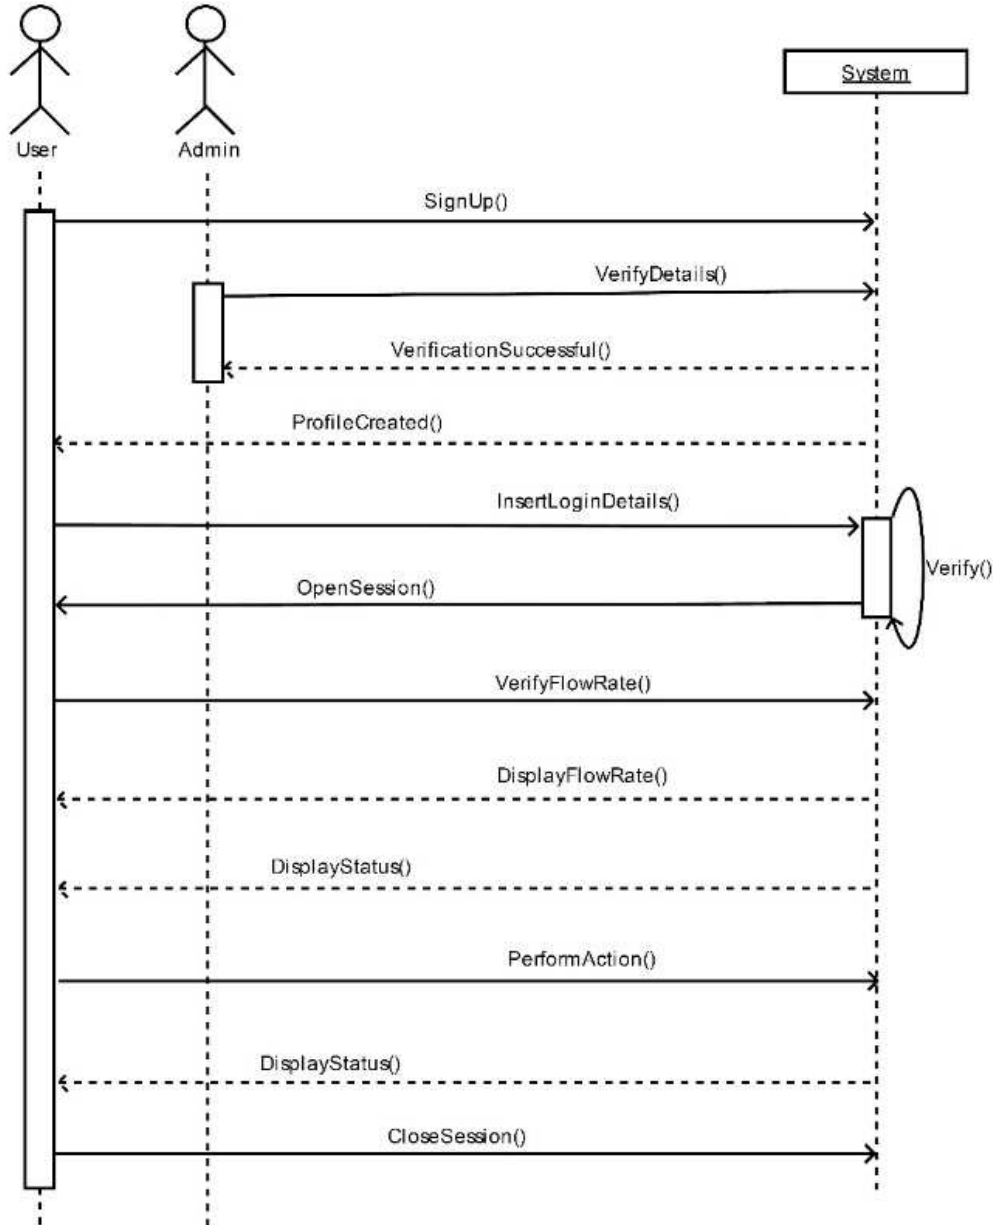 System
User
Admin
SignUp()
VerifyDetails()
VerificationSuccessful()
ProfileCreated()
InsertLoginDetails()
Verify()
OpenSession()
VerifyFlowRate()
DisplayFlowRate()
DisplayStatus()
PerformAction()
DisplayStatus()
CloseSession()